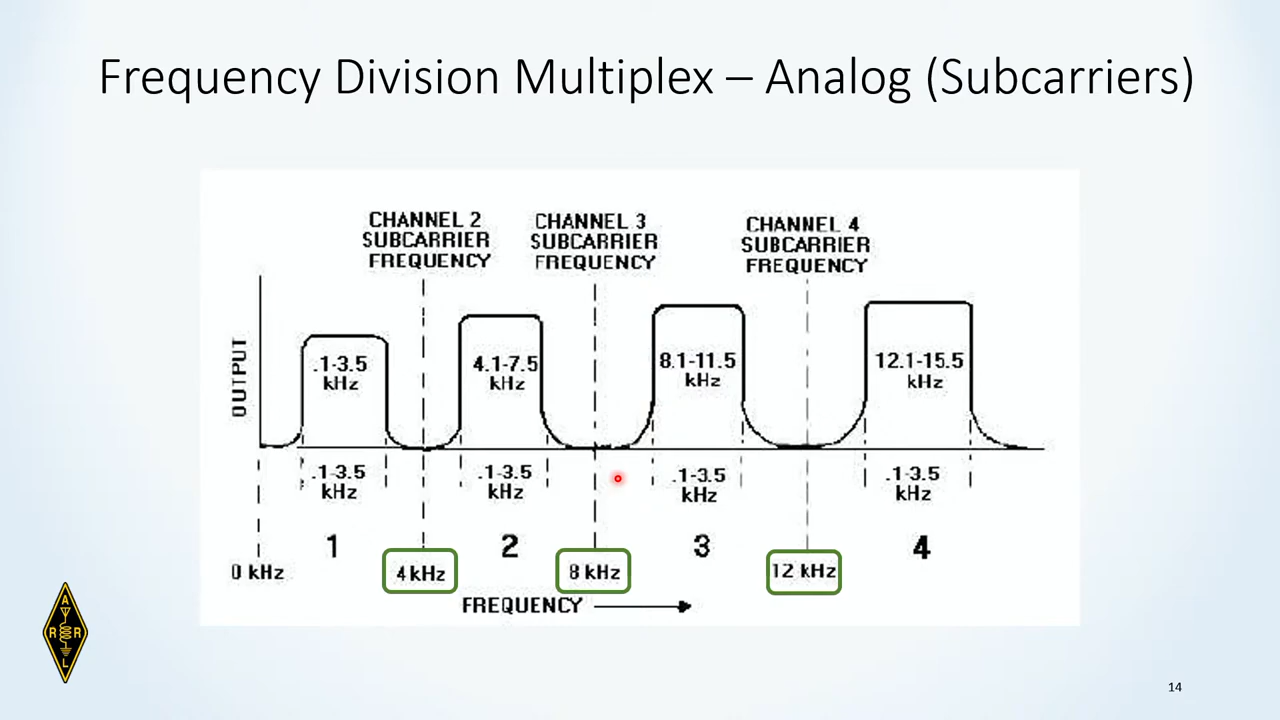 Frequency Division Multiplex – Analog (Subcarriers)
CHANNEL 2
SUBCARRIER
FREQUENCY
CHANNEL 3
SUBCARRIER
FREQUENCY
CHANNEL 4
SUBCARRIER
FREQUENCY
OUTPUT
.1-3.5
kHz
4.1-7.5
kHz
8.1-11.5
kHz
12.1-15.5
kHz
.1-3.5
kHz
.1-3.5
kHz
.1-3.5
kHz
.1-3.5
kHz
1
2
3
4
0 kHz
4 kHz
8 kHz
12 kHz
FREQUENCY
A
R R
L
14